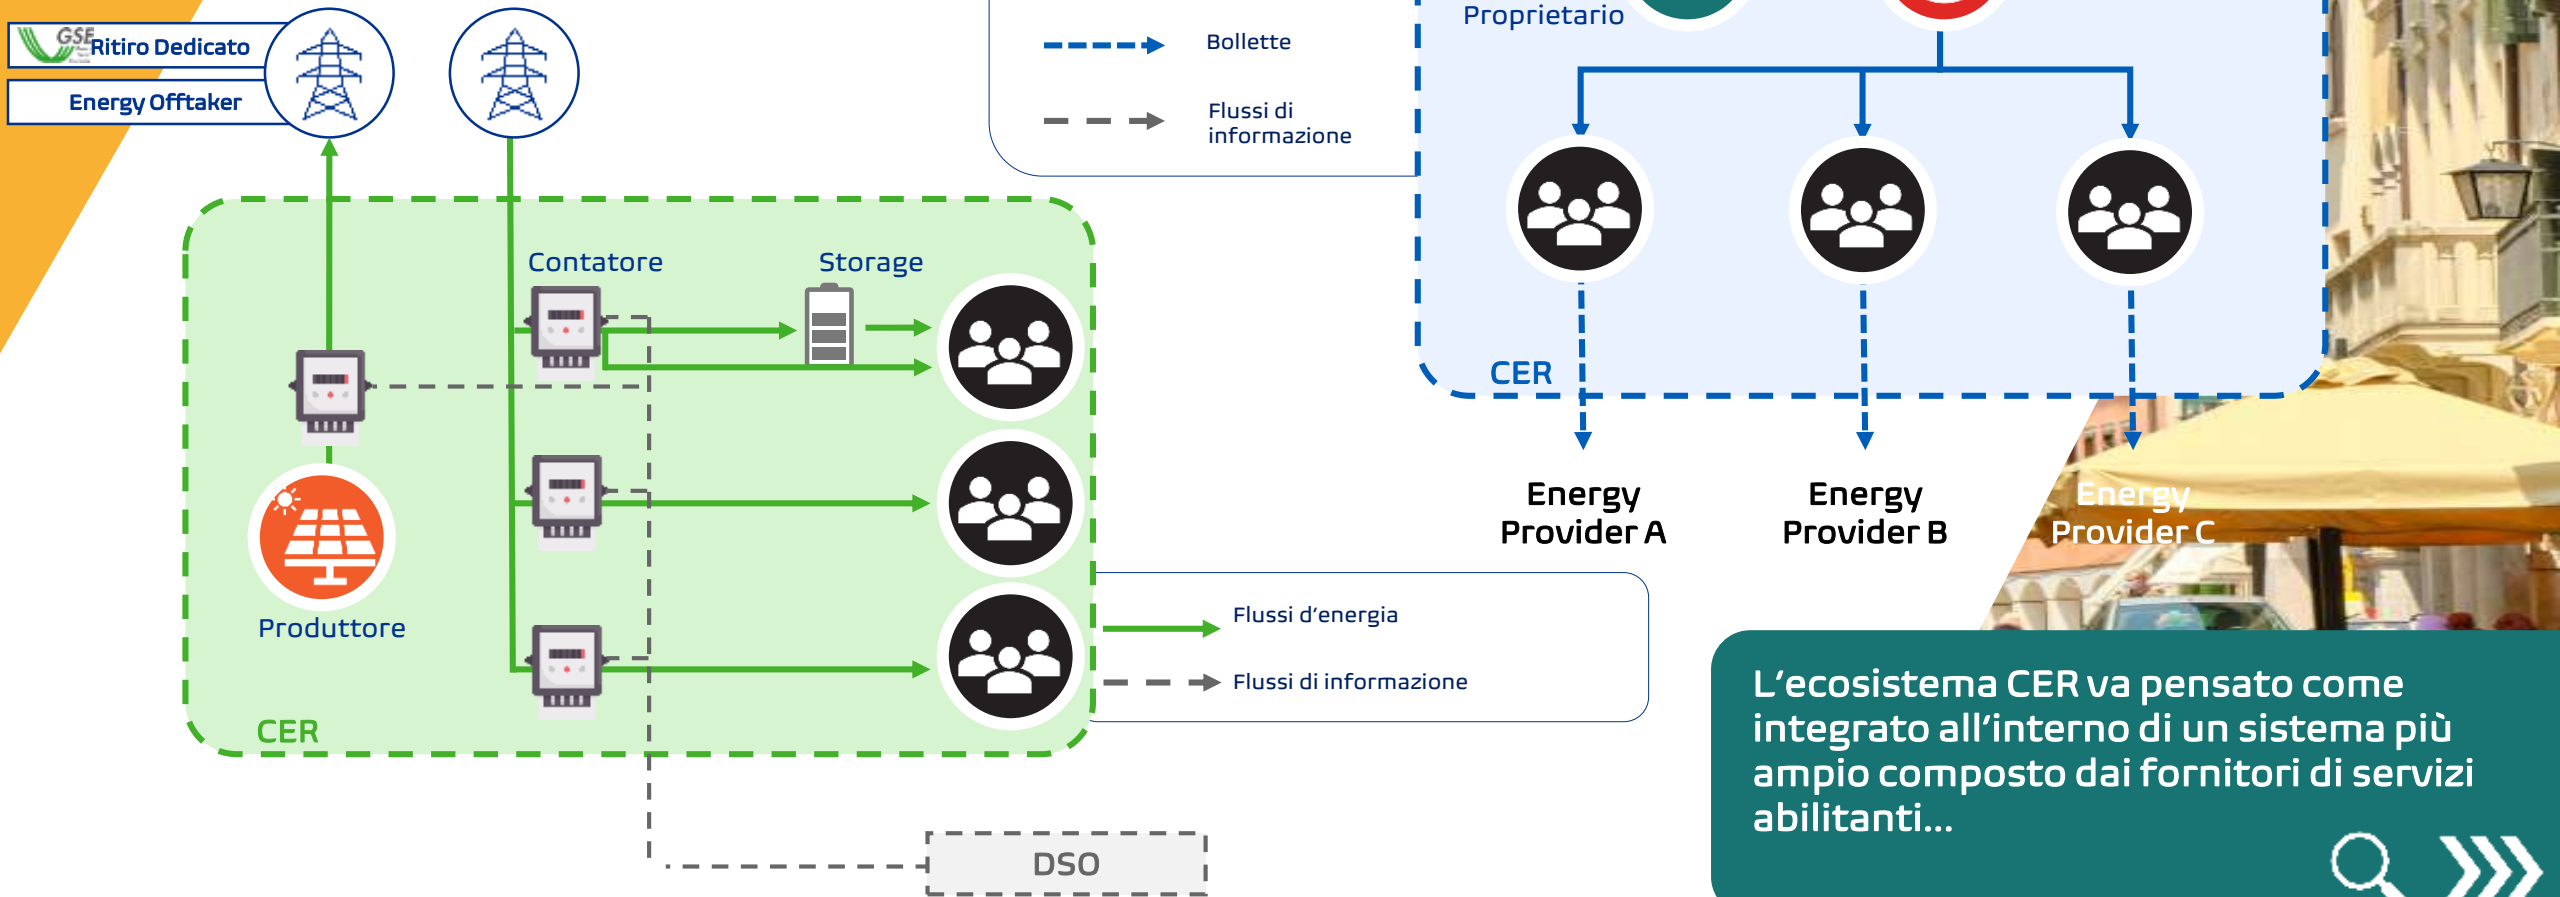 GSE
Ritiro Dedicato
Energy Offtaker
Contatore
Storage
Produttore
CER
DSO
Bollette
Flussi di
informazione
Proprietario
CER
Energy
Provider A
Energy
Provider B
Energy
Provider C
Flussi d'energia
Flussi di informazione
L'ecosistema CER va pensato come
integrato all'interno di un sistema più
ampio composto dai fornitori di servizi
abilitanti...